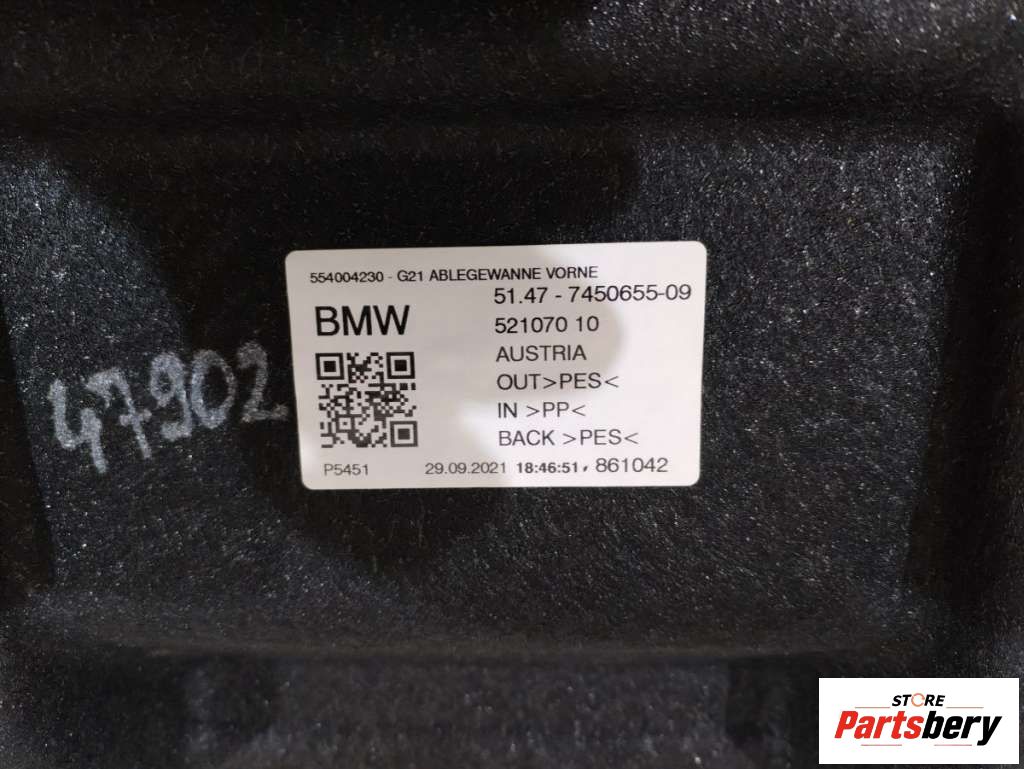 554004230 - G21 ABLEGEWANNE VORNE
51.47 - 7450655-09
BMW
521070 10
AUSTRIA
OUT>PES<
IN >PP<
BACK >PES<
P5451 29.09.2021 18:46:51, 861042
47902
STORE
Partsbery